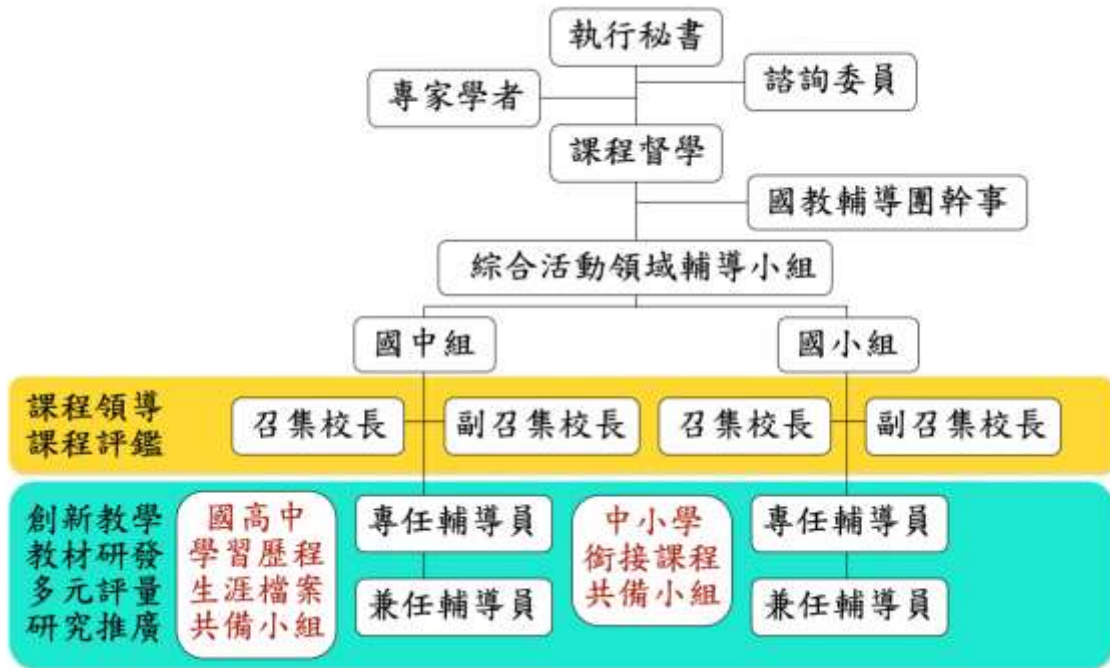 執行秘書
諮詢委員
專家學者
課程督學
國教輔導團幹事
綜合活動領域輔導小組
國中組
國小組
課程領導
課程評鑑
召集校長
副召集校長
召集校長
副召集校長
創新教學
教材研發
多元評量
研究推廣
國高中
學習歷程
生涯檔案
共備小組
專任輔導員
兼任輔導員
中小學
銜接課程
共備小組
專任輔導員
兼任輔導員